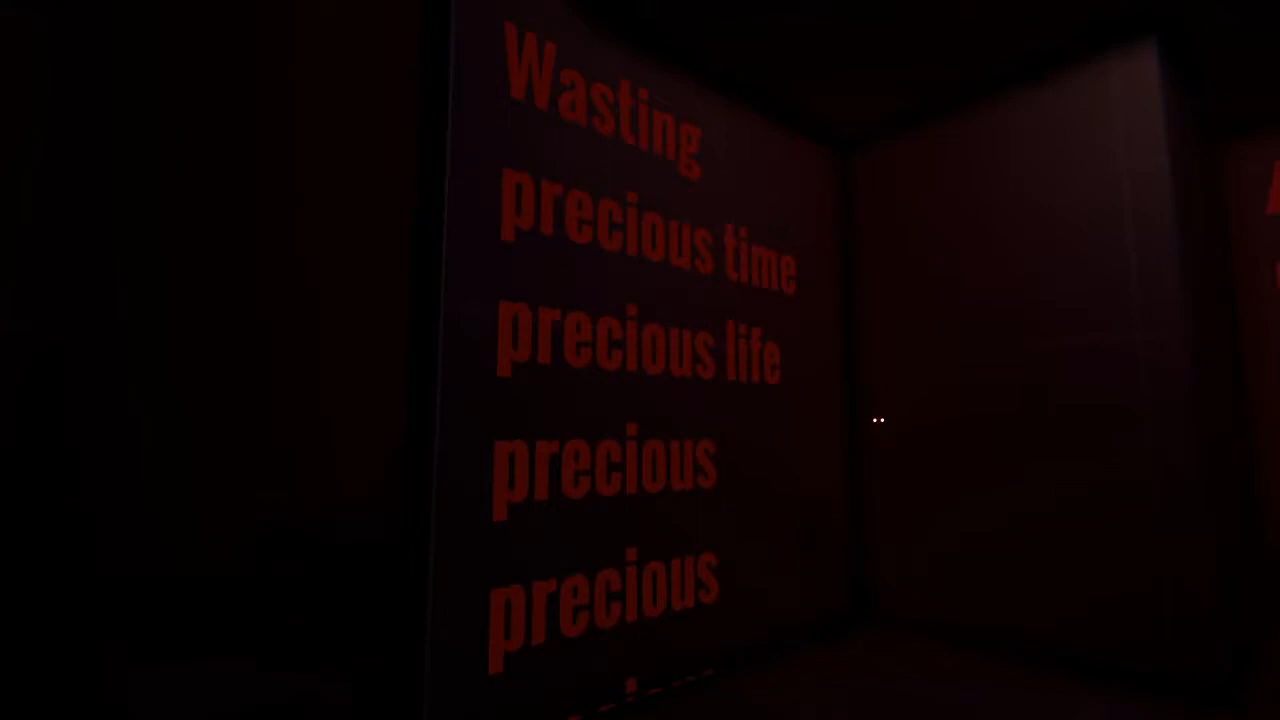 Wasting
precious time
precious life
precious
precious